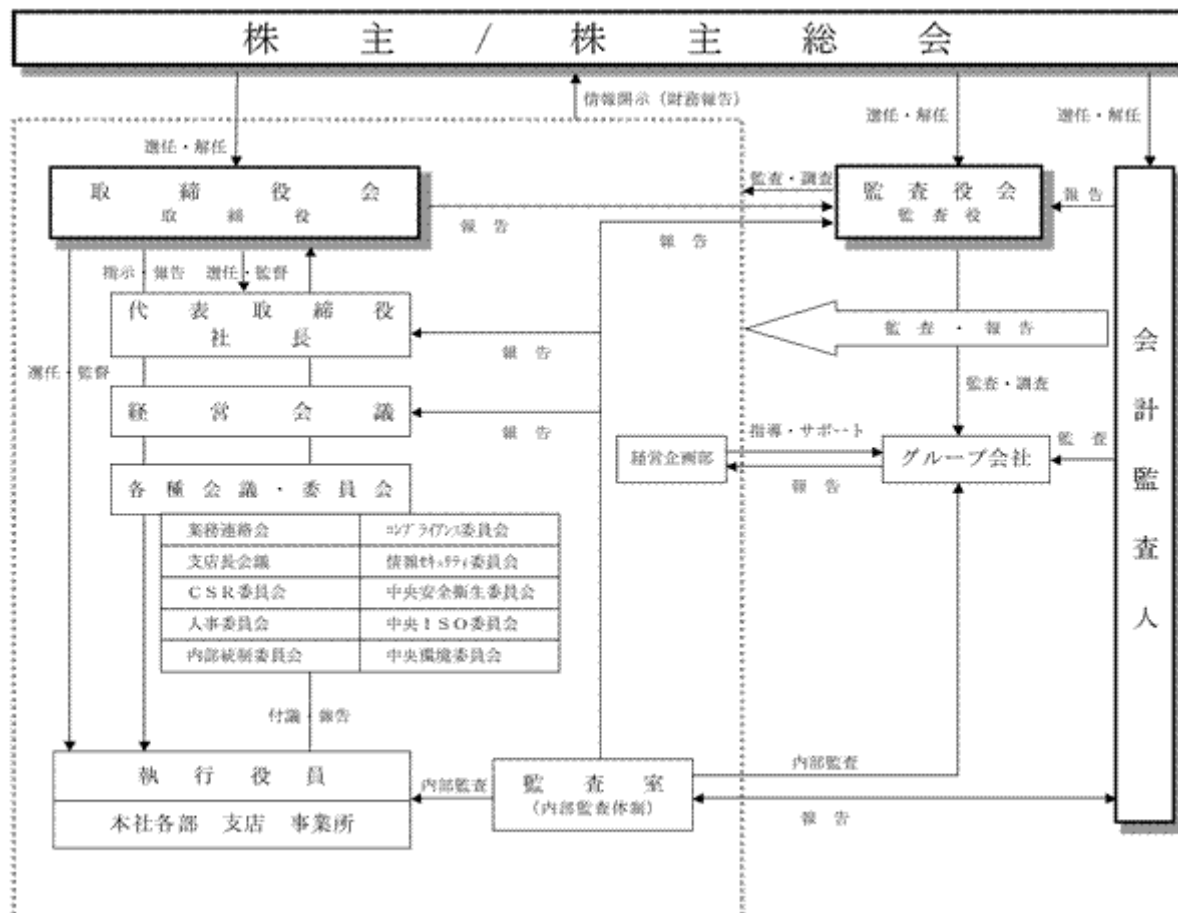 株主/株主総会
情報開示（財務報告）
選任・解任
選任・解任
選任・解任
取締役会
取締役
監査・調査
監査役会
監査役
報告
報告
報告
指示・報告
選任・監督
代表取締役
社長
報告
監査・報告
会計監査人
選任・監督
経営会議
報告
監査・調査
各種会議・委員会
経営企画部
指導・サポート
報告
グループ会社
監査
業務連絡会
コンプライアンス委員会
支店長会議
情報セキュリティ委員会
CSR委員会
中央安全衛生委員会
人事委員会
中央ISO委員会
内部統制委員会
中央環境委員会
付議・報告
執行役員
本社各部 支店 事業所
内部監査
監査室
（内部監査体制）
内部監査
報告